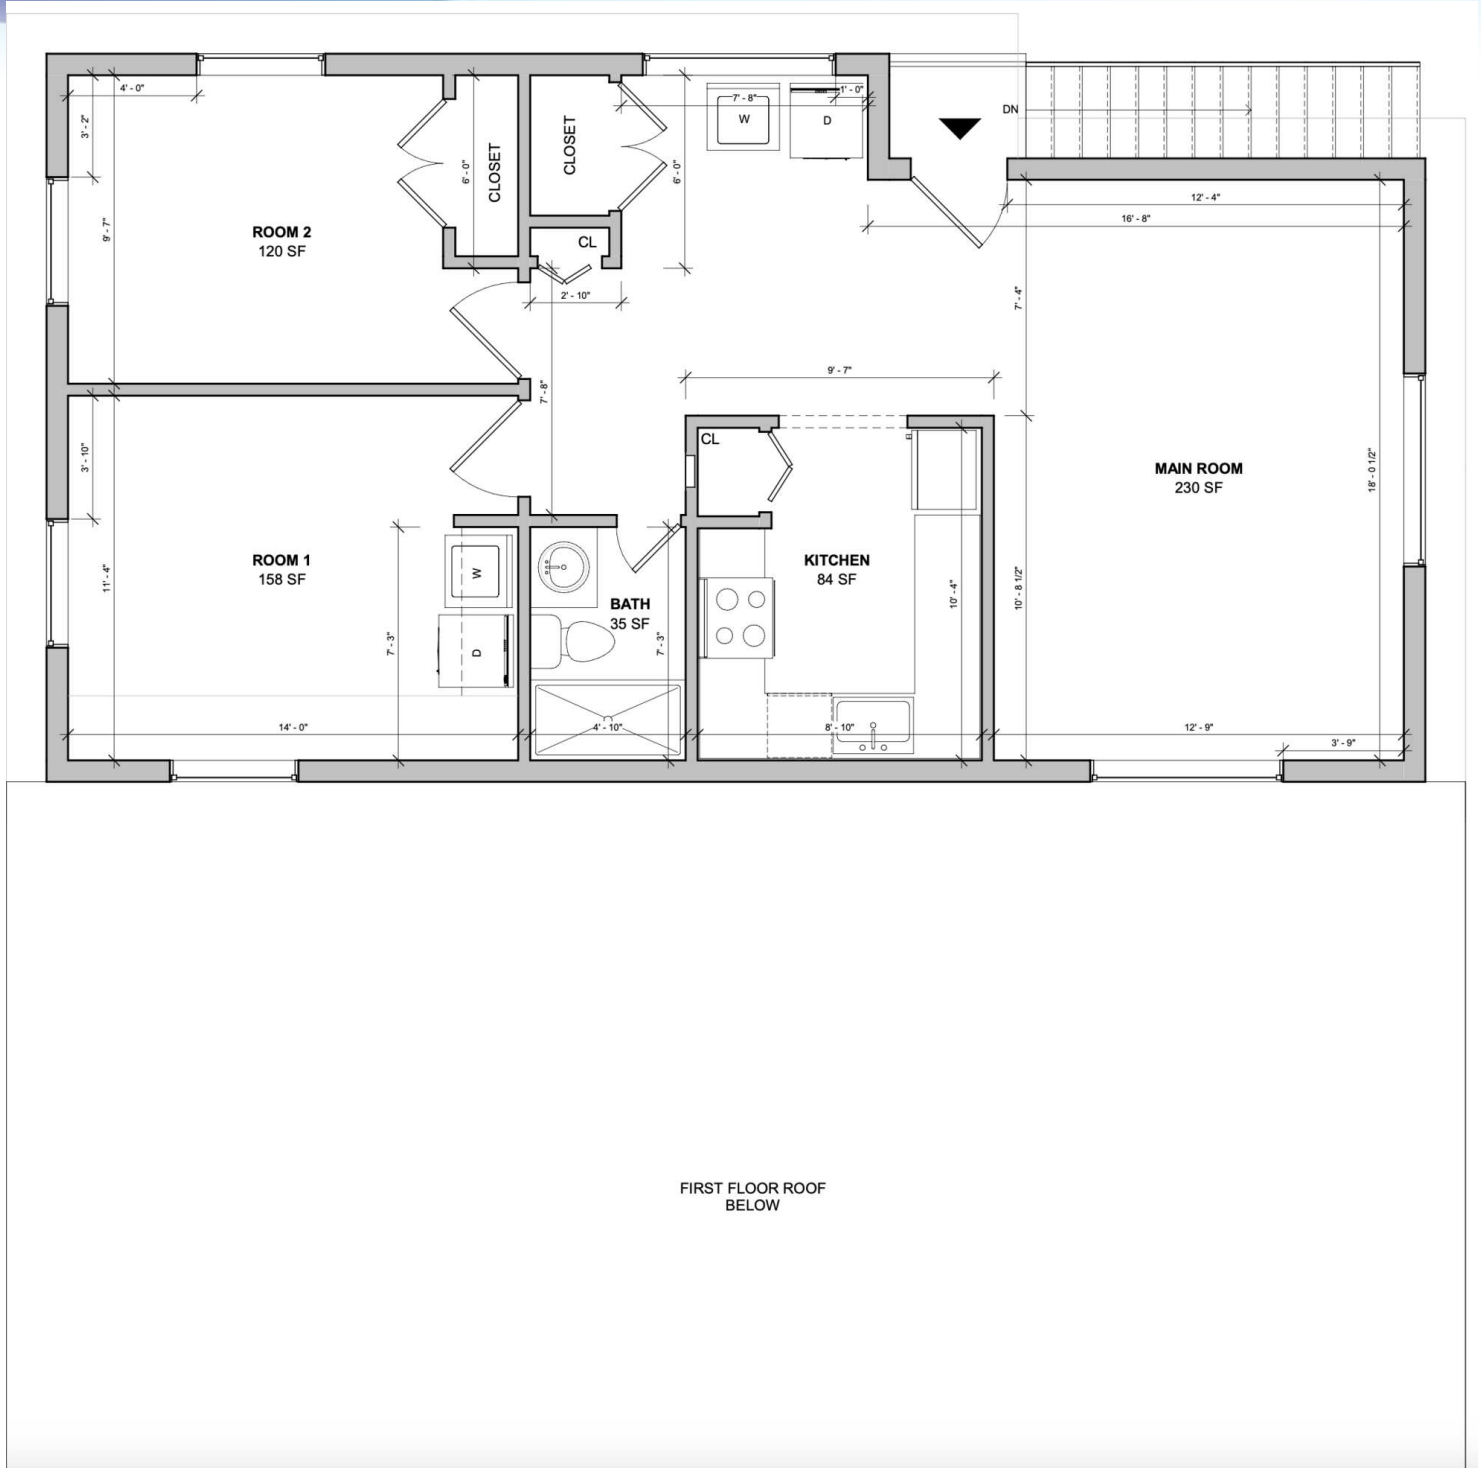 4' - 0"
3' - 2"
9' - 7"
ROOM 2
120 SF
6' - 0"
CLOSET
CLOSET
CL
2' - 10"
7' - 8"
6' - 0"
7' - 8"
W
1' - 0"
D
DN
12' - 4"
16' - 8"
7' - 4"
9' - 7"
MAIN ROOM
230 SF
18' - 0 1/2"
3' - 10"
11' - 4"
ROOM 1
158 SF
7' - 3"
W
D
BATH
35 SF
7' - 3"
CL
KITCHEN
84 SF
10' - 4"
10' - 8 1/2"
14' - 0"
4' - 10"
8' - 10"
12' - 9"
3' - 9"
FIRST FLOOR ROOF
BELOW